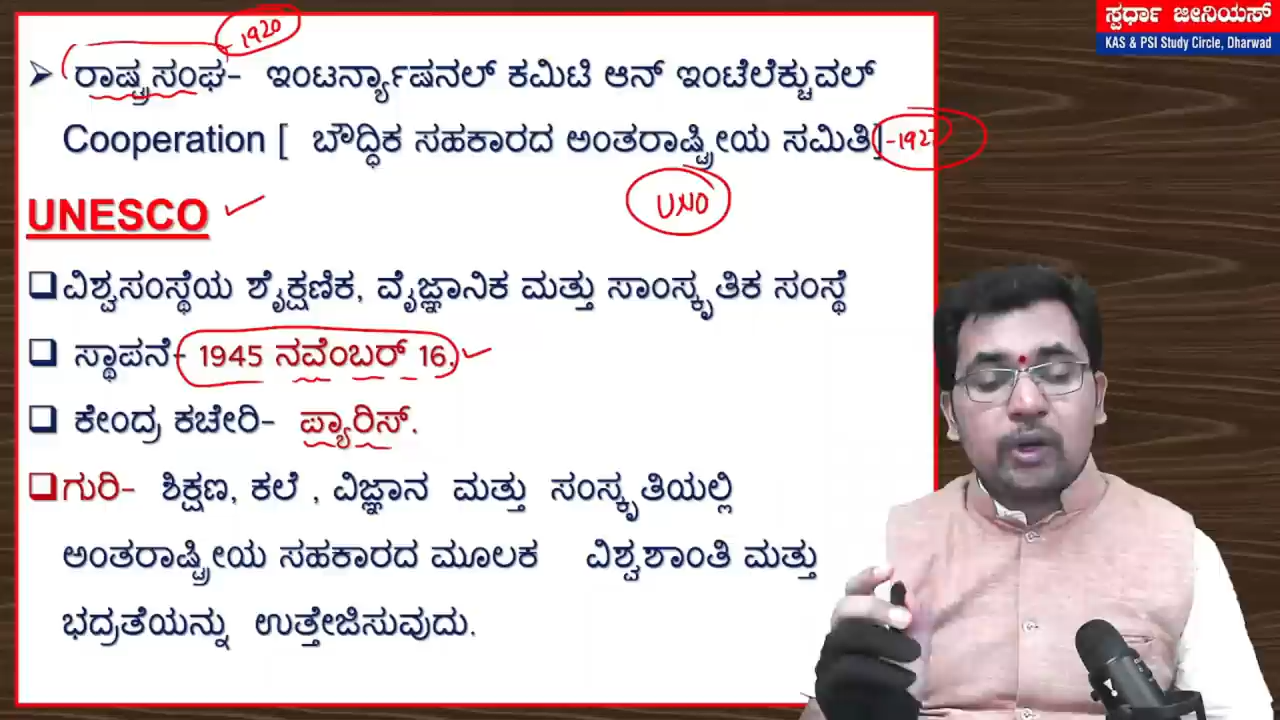 ಸ್ಪರ್ಧಾ ಜೀನಿಯಸ್
KAS & PSI Study Circle, Dharwad
1920
➤ ರಾಷ್ಟ್ರಸಂಘ- ಇಂಟರ್ನ್ಯಾಷನಲ್ ಕಮಿಟಿ ಆನ್ ಇಂಟೆಲೆಕ್ಚುವಲ್
Cooperation [ ಬೌದ್ಧಿಕ ಸಹಕಾರದ ಅಂತರಾಷ್ಟ್ರೀಯ ಸಮಿತಿ]
UNO
UNESCO
❑ವಿಶ್ವಸಂಸ್ಥೆಯ ಶೈಕ್ಷಣಿಕ, ವೈಜ್ಞಾನಿಕ ಮತ್ತು ಸಾಂಸ್ಕೃತಿಕ ಸಂಸ್ಥೆ
❑ ಸ್ಥಾಪನೆ- 1945 ನವೆಂಬರ್ 16.
❑ ಕೇಂದ್ರ ಕಚೇರಿ- ಪ್ಯಾರಿಸ್.
❑ಗುರಿ- ಶಿಕ್ಷಣ, ಕಲೆ , ವಿಜ್ಞಾನ ಮತ್ತು ಸಂಸ್ಕೃತಿಯಲ್ಲಿ
ಅಂತರಾಷ್ಟ್ರೀಯ ಸಹಕಾರದ ಮೂಲಕ ವಿಶ್ವಶಾಂತಿ ಮತ್ತು
ಭದ್ರತೆಯನ್ನು ಉತ್ತೇಜಿಸುವುದು.